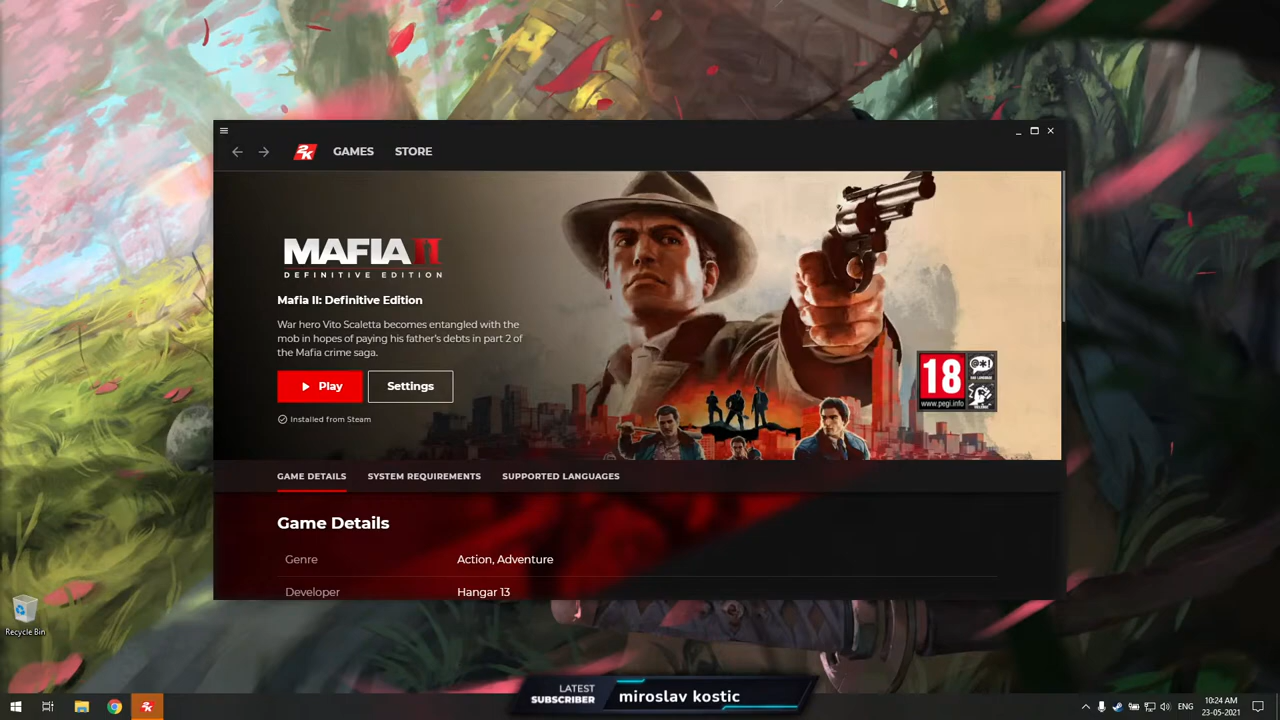 2K
GAMES
STORE
MAFIA II
DEFINITIVE EDITION
Mafia II: Definitive Edition
War hero Vito Scaletta becomes entangled with the
mob in hopes of paying his father's debts in part 2 of
the Mafia crime saga.
Play
Settings
Installed from Steam
18
www.pegi.info
GAME DETAILS
SYSTEM REQUIREMENTS
SUPPORTED LANGUAGES
Game Details
Genre
Action, Adventure
Developer
Hangar 13
Recycle Bin
LATEST
SUBSCRIBER
miroslav kostic
ENG
10:24 AM
23-05-2021